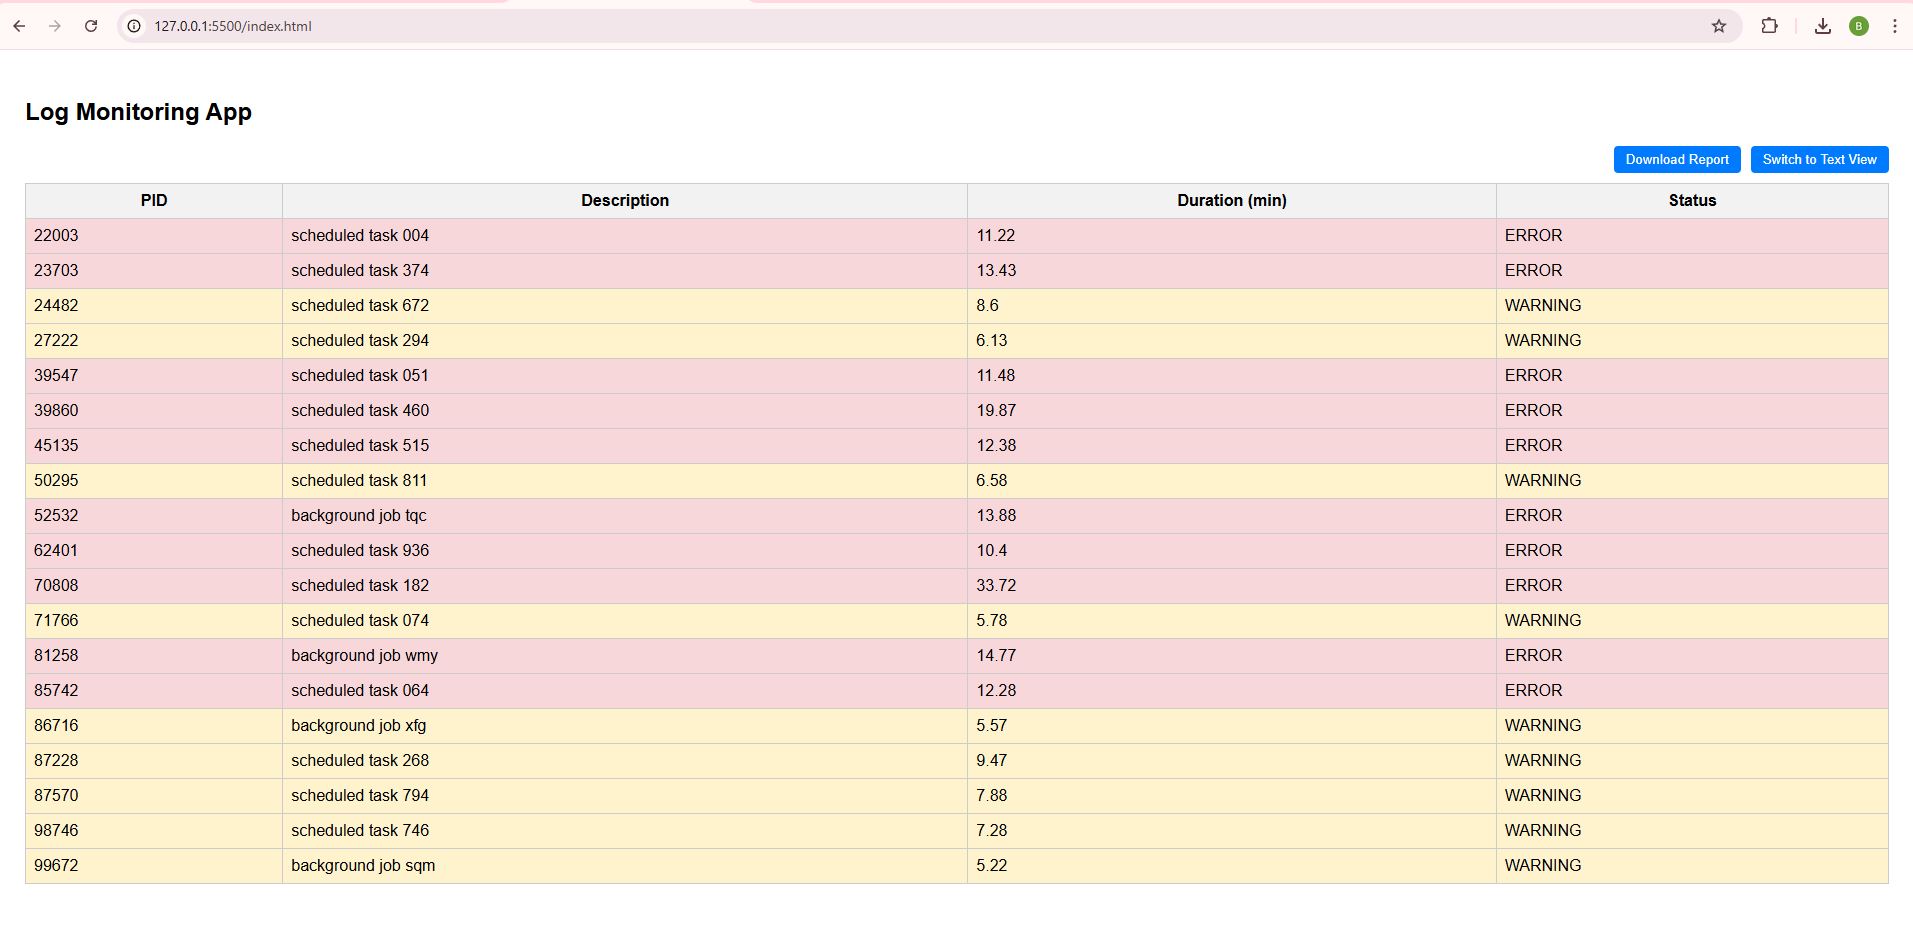 127.0.0.1:5500/index.html
B
Log Monitoring App
Download Report Switch to Text View
PID Description Duration (min) Status
22003 scheduled task 004 11.22 ERROR
23703 scheduled task 374 13.43 ERROR
24482 scheduled task 672 8.6 WARNING
27222 scheduled task 294 6.13 WARNING
39547 scheduled task 051 11.48 ERROR
39860 scheduled task 460 19.87 ERROR
45135 scheduled task 515 12.38 ERROR
50295 scheduled task 811 6.58 WARNING
52532 background job tqc 13.88 ERROR
62401 scheduled task 936 10.4 ERROR
70808 scheduled task 182 33.72 ERROR
71766 scheduled task 074 5.78 WARNING
81258 background job wmy 14.77 ERROR
85742 scheduled task 064 12.28 ERROR
86716 background job xfg 5.57 WARNING
87228 scheduled task 268 9.47 WARNING
87570 scheduled task 794 7.88 WARNING
98746 scheduled task 746 7.28 WARNING
99672 background job sqm 5.22 WARNING